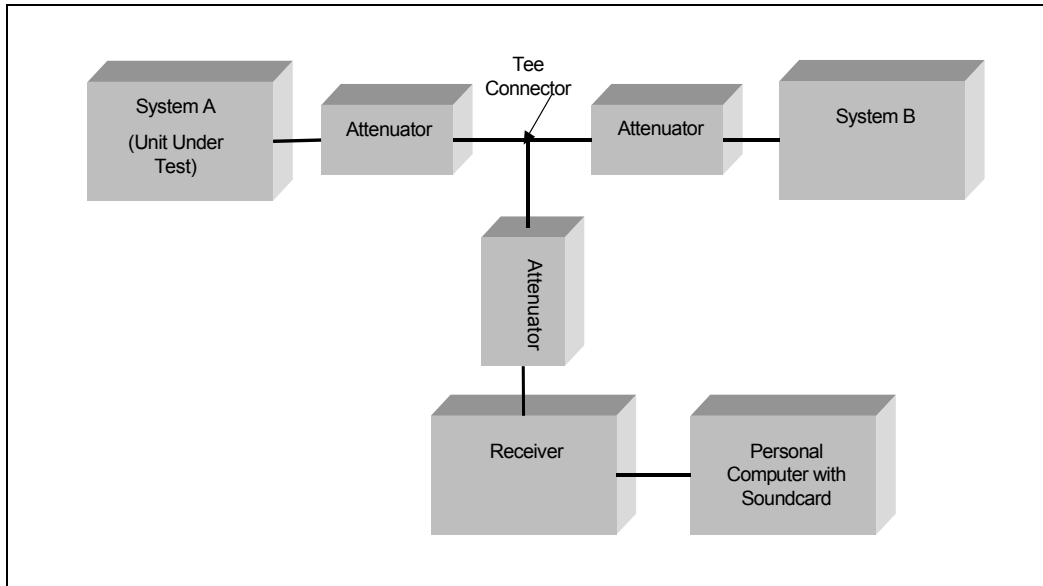 Tee
Connector
System A
(Unit Under
Test)
Attenuator
Attenuator
System B
Attenuator
Receiver
Personal
Computer with
Soundcard